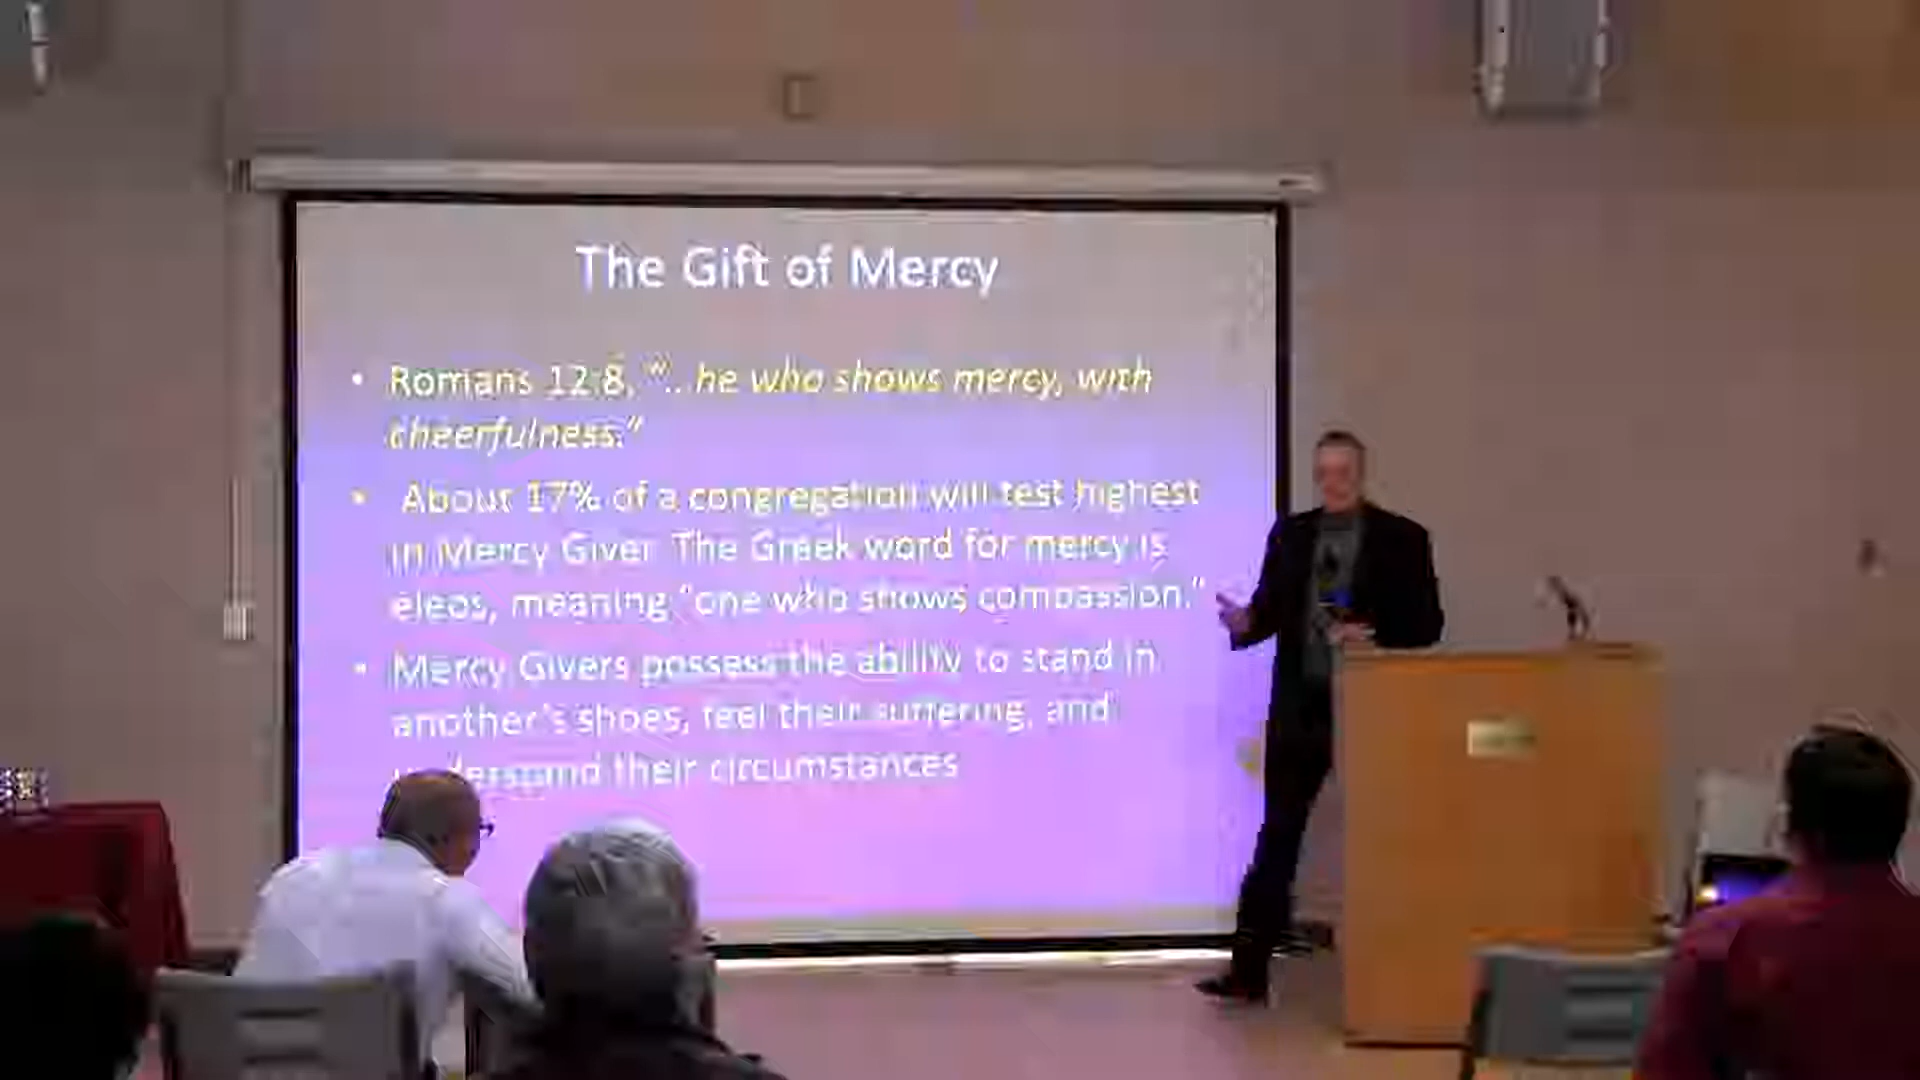 The Gift of Mercy
• Romans 12:8, "...he who shows mercy, with
cheerfulness."
• About 17% of a congregation will test highest
in Mercy Giver. The Greek word for mercy is
eleos, meaning "one who shows compassion."
• Mercy Givers possess the ability to stand in
another's shoes, feel their suffering, and
understand their circumstances